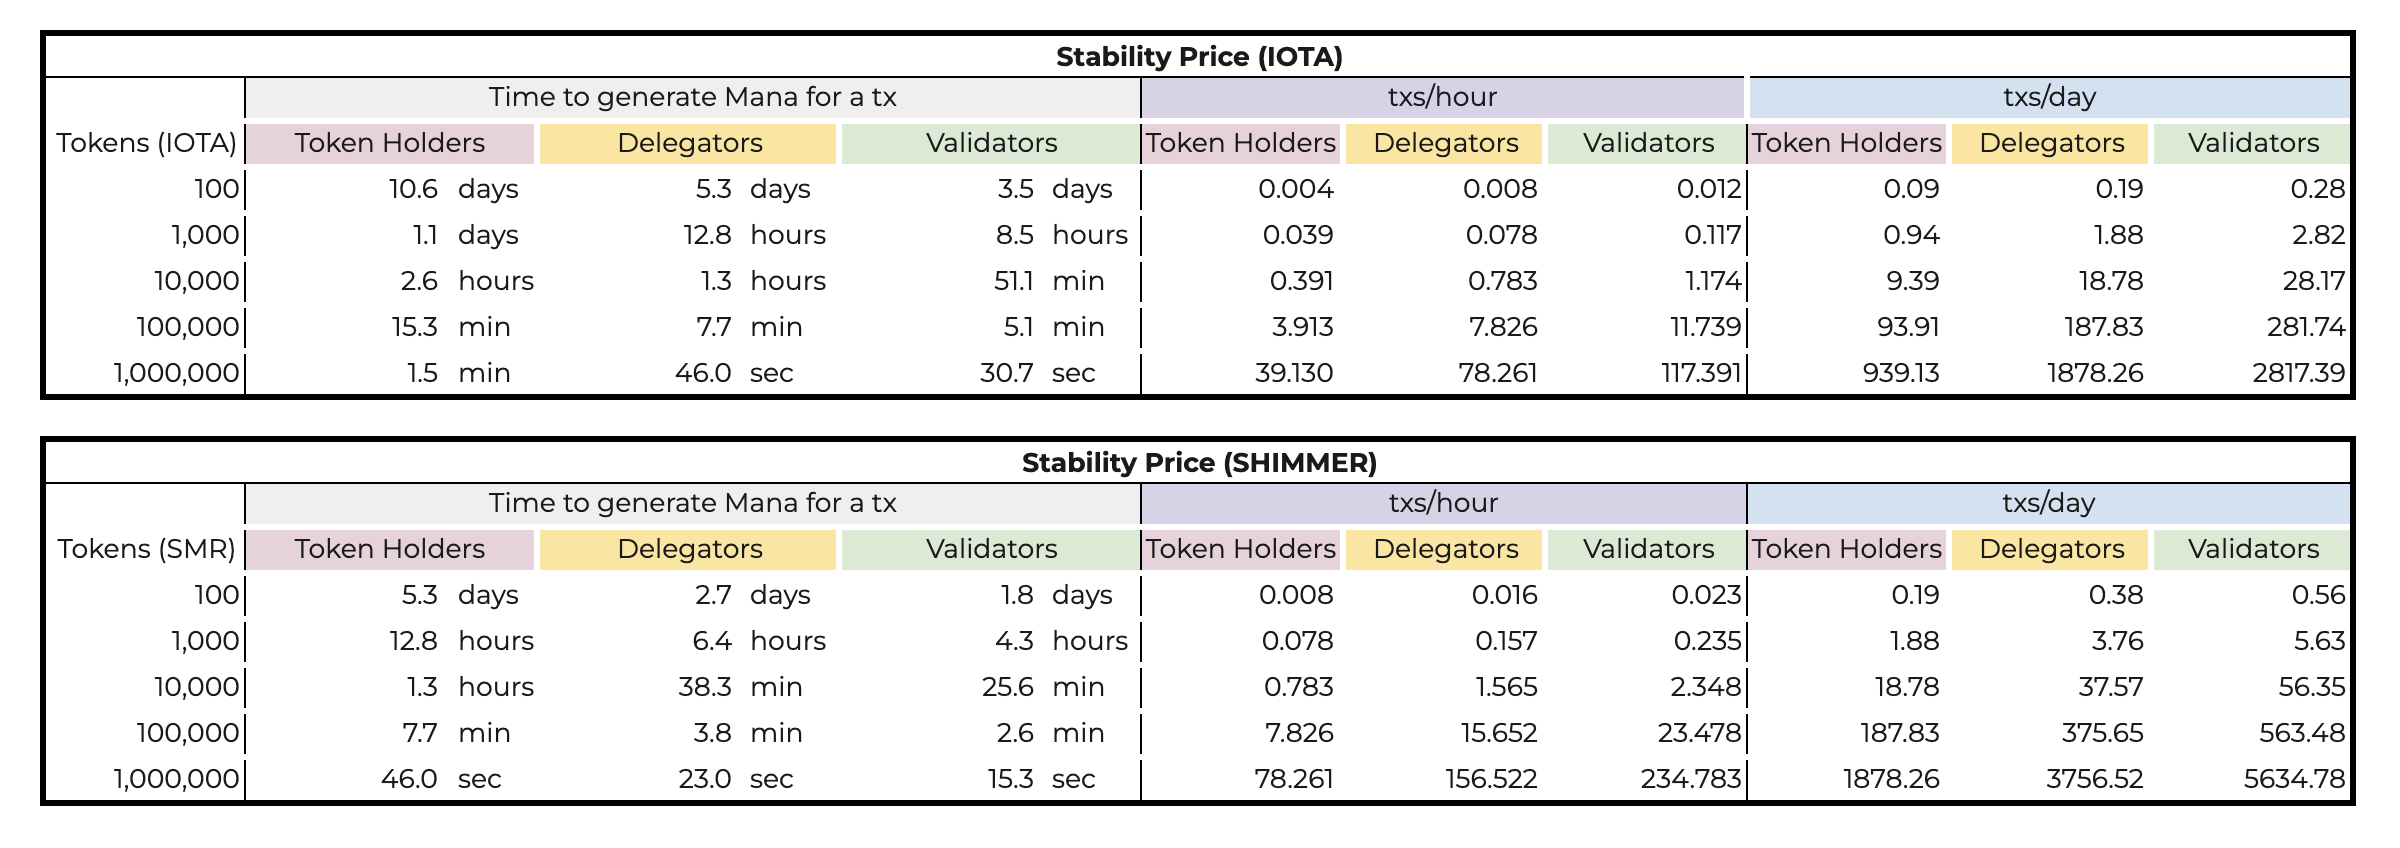 Stability Price (IOTA)
Time to generate Mana for a tx txs/hour txs/day
Tokens (IOTA) Token Holders Delegators Validators Token Holders Delegators Validators Token Holders Delegators Validators
100 10.6 days 5.3 days 3.5 days 0.004 0.008 0.012 0.09 0.19 0.28
1,000 1.1 days 12.8 hours 8.5 hours 0.039 0.078 0.117 0.94 1.88 2.82
10,000 2.6 hours 1.3 hours 51.1 min 0.391 0.783 1.174 9.39 18.78 28.17
100,000 15.3 min 7.7 min 5.1 min 3.913 7.826 11.739 93.91 187.83 281.74
1,000,000 1.5 min 46.0 sec 30.7 sec 39.130 78.261 117.391 939.13 1878.26 2817.39
Stability Price (SHIMMER)
Time to generate Mana for a tx txs/hour txs/day
Tokens (SMR) Token Holders Delegators Validators Token Holders Delegators Validators Token Holders Delegators Validators
100 5.3 days 2.7 days 1.8 days 0.008 0.016 0.023 0.19 0.38 0.56
1,000 12.8 hours 6.4 hours 4.3 hours 0.078 0.157 0.235 1.88 3.76 5.63
10,000 1.3 hours 38.3 min 25.6 min 0.783 1.565 2.348 18.78 37.57 56.35
100,000 7.7 min 3.8 min 2.6 min 7.826 15.652 23.478 187.83 375.65 563.48
1,000,000 46.0 sec 23.0 sec 15.3 sec 78.261 156.522 234.783 1878.26 3756.52 5634.78